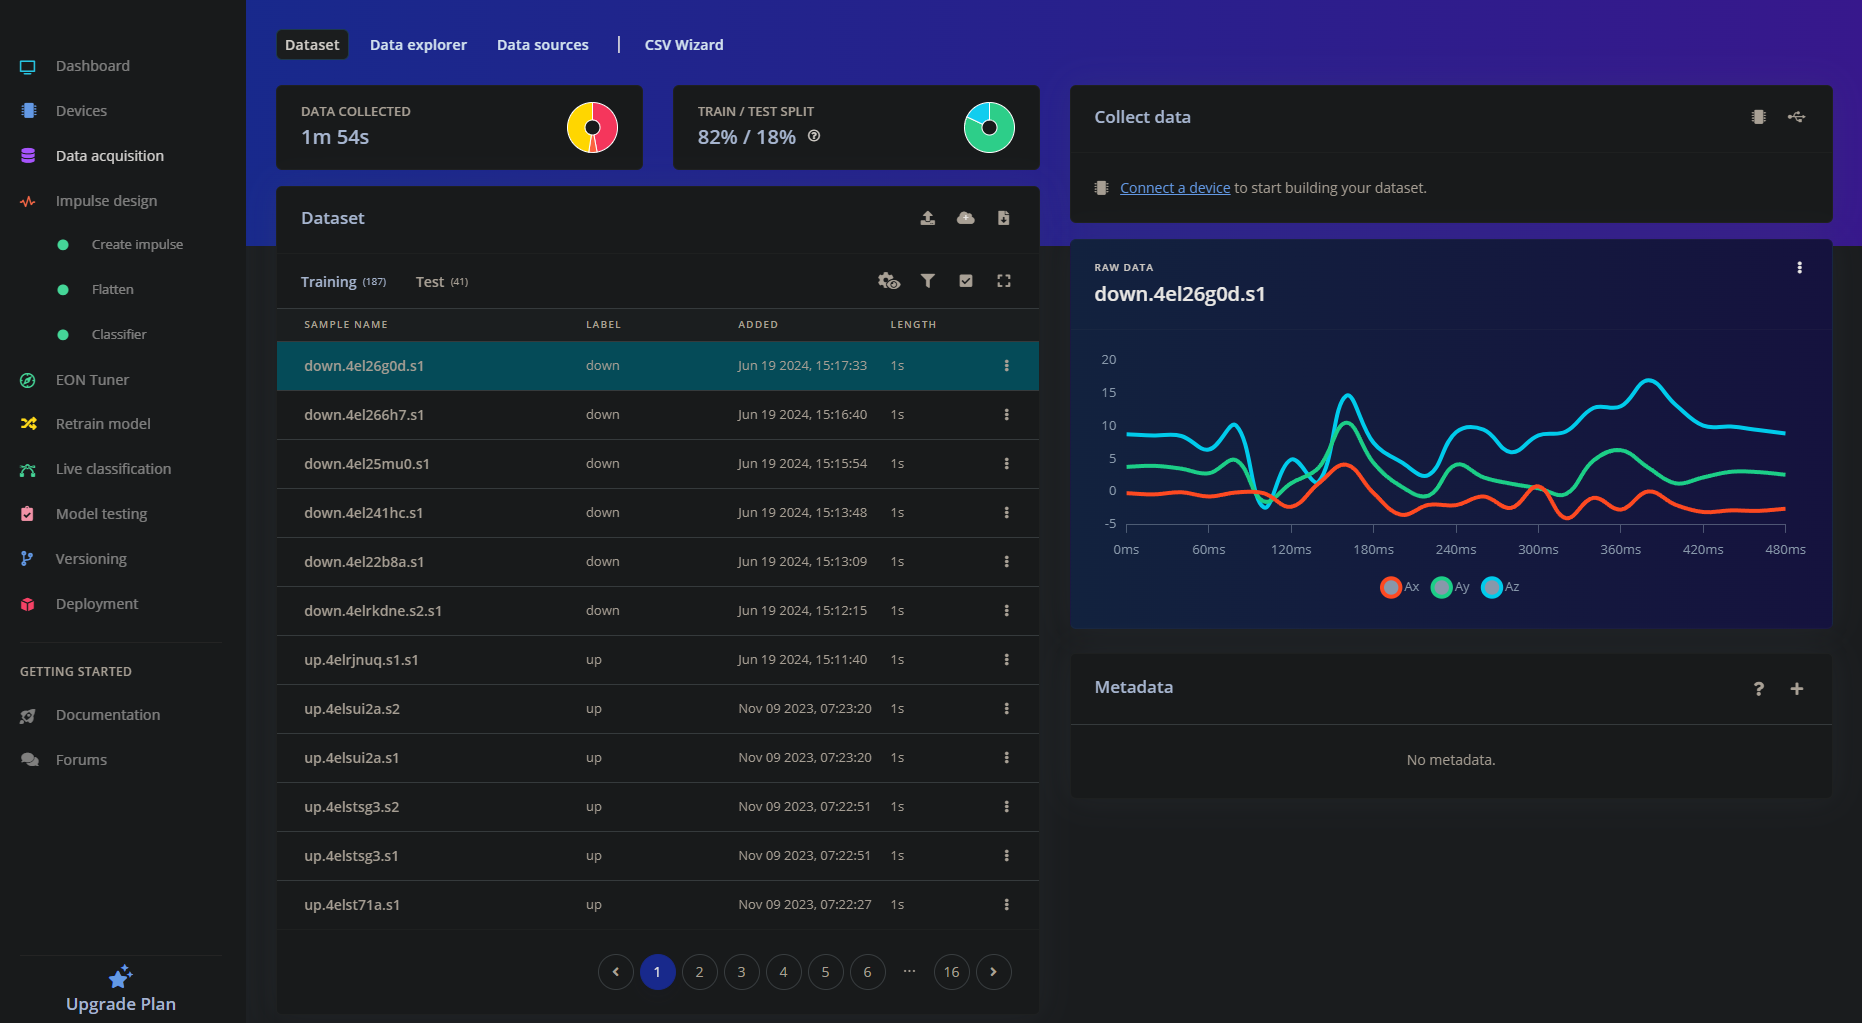 Dashboard
Devices
Data acquisition
Impulse design
Create impulse
Flatten
Classifier
EON Tuner
Retrain model
Live classification
Model testing
Versioning
Deployment
GETTING STARTED
Documentation
Forums
Upgrade Plan
Dataset Data explorer Data sources | CSV Wizard
DATA COLLECTED
1m 54s
TRAIN / TEST SPLIT
82% / 18%
Dataset
Training (187) Test (41)
SAMPLE NAME LABEL ADDED LENGTH
down.4el26g0d.s1 down Jun 19 2024, 15:17:33 1s
down.4el266h7.s1 down Jun 19 2024, 15:16:40 1s
down.4el25mu0.s1 down Jun 19 2024, 15:15:54 1s
down.4el241hc.s1 down Jun 19 2024, 15:13:48 1s
down.4el22b8a.s1 down Jun 19 2024, 15:13:09 1s
down.4elrkdne.s2.s1 down Jun 19 2024, 15:12:15 1s
up.4elrjnuq.s1.s1 up Jun 19 2024, 15:11:40 1s
up.4elsui2a.s2 up Nov 09 2023, 07:23:20 1s
up.4elsui2a.s1 up Nov 09 2023, 07:23:20 1s
up.4elstsg3.s2 up Nov 09 2023, 07:22:51 1s
up.4elstsg3.s1 up Nov 09 2023, 07:22:51 1s
up.4elst71a.s1 up Nov 09 2023, 07:22:27 1s
1 2 3 4 5 6 ... 16
Collect data
Connect a device to start building your dataset.
RAW DATA
down.4el26g0d.s1
20
15
10
5
0
-5
0ms 60ms 120ms 180ms 240ms 300ms 360ms 420ms 480ms
Ax Ay Az
Metadata
No metadata.